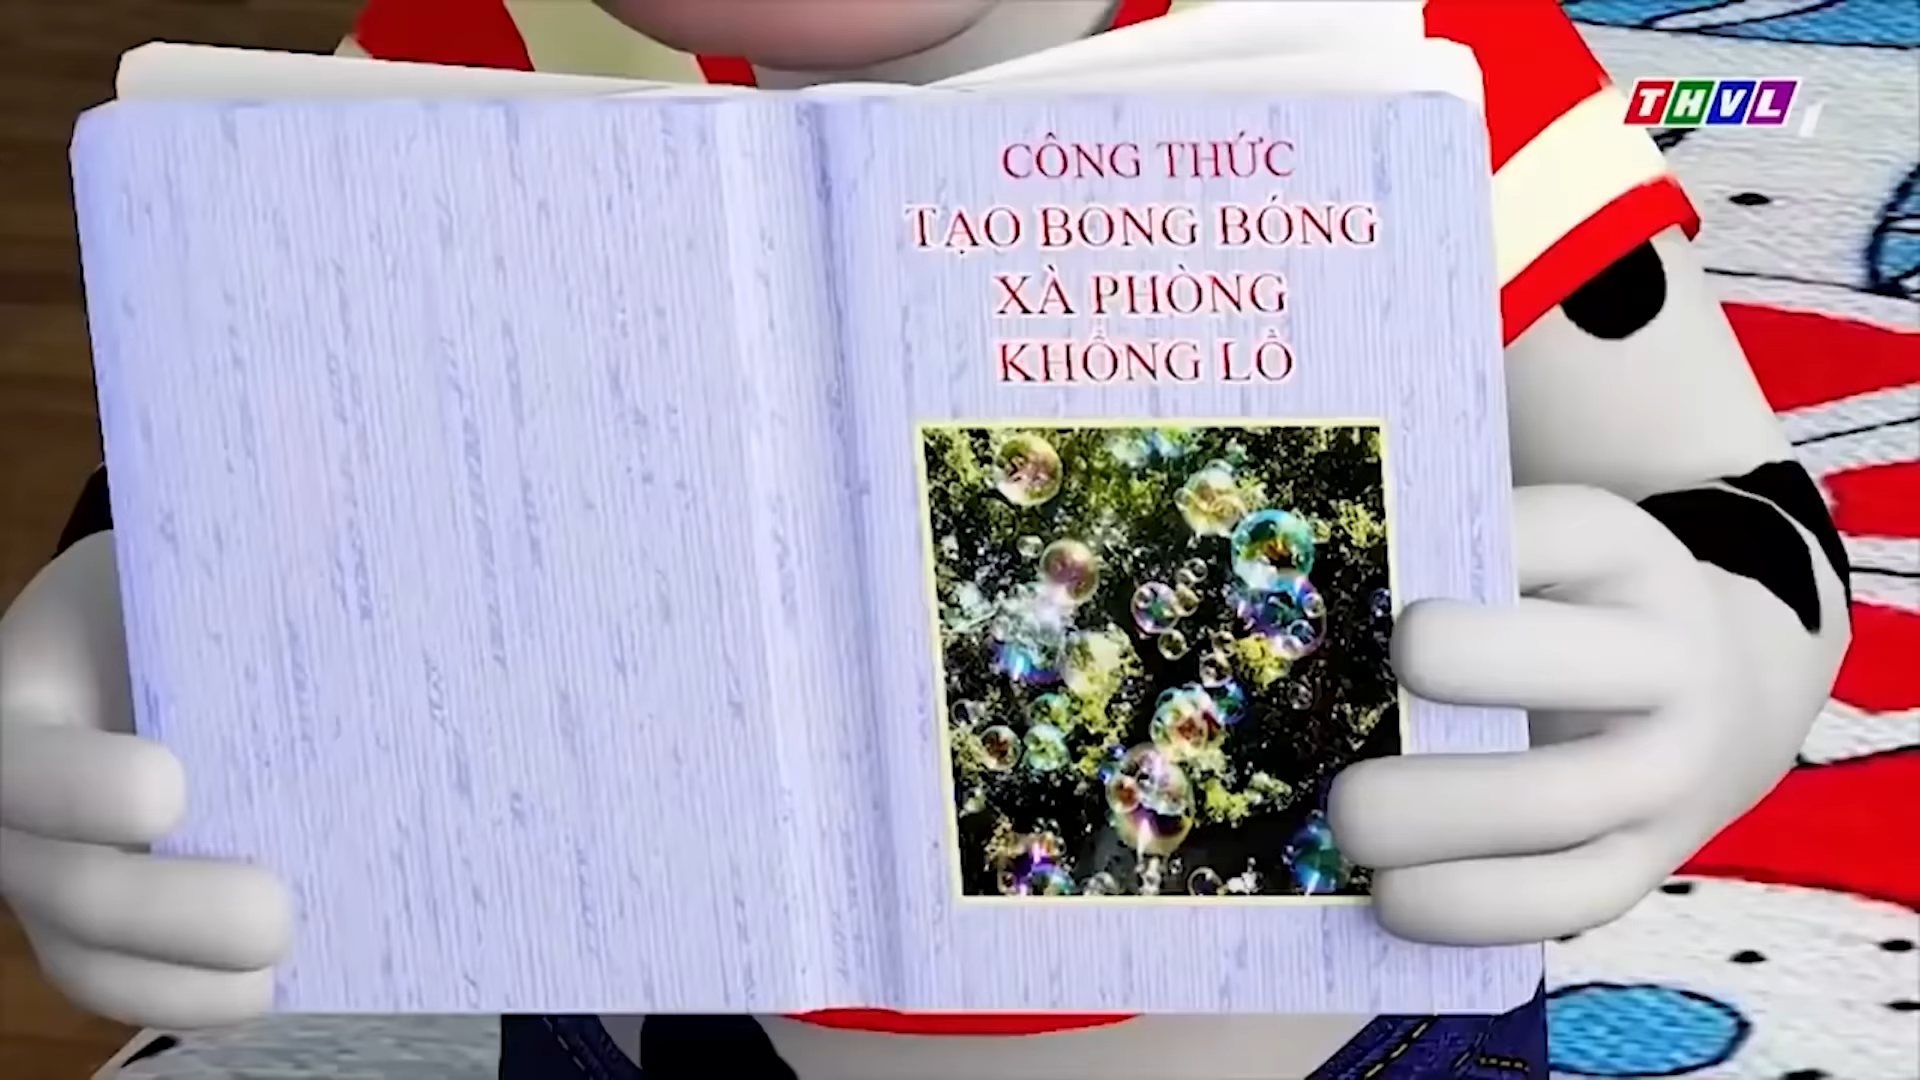 THVL1
CÔNG THỨC
TẠO BONG BÓNG
XÀ PHÒNG
KHỔNG LỒ